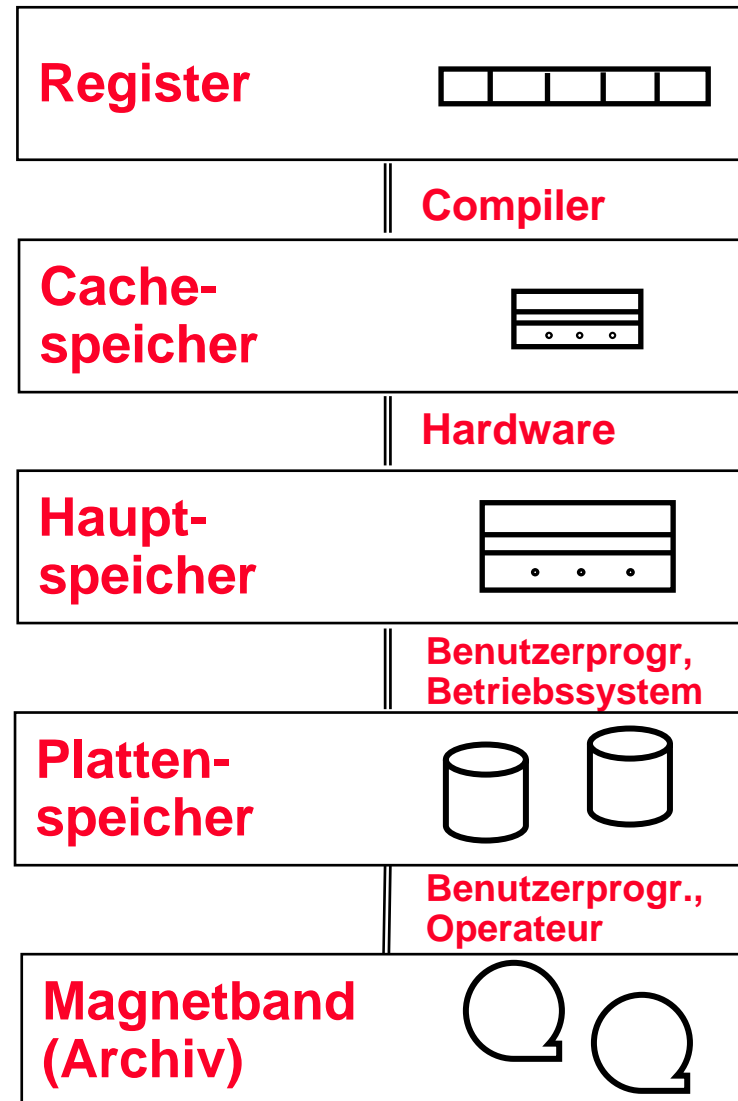 Register
Compiler
Cache-
speicher
Hardware
Haupt-
speicher
Benutzerprogr,
Betriebssystem
Platten-
speicher
Benutzerprogr.,
Operateur
Magnetband
(Archiv)